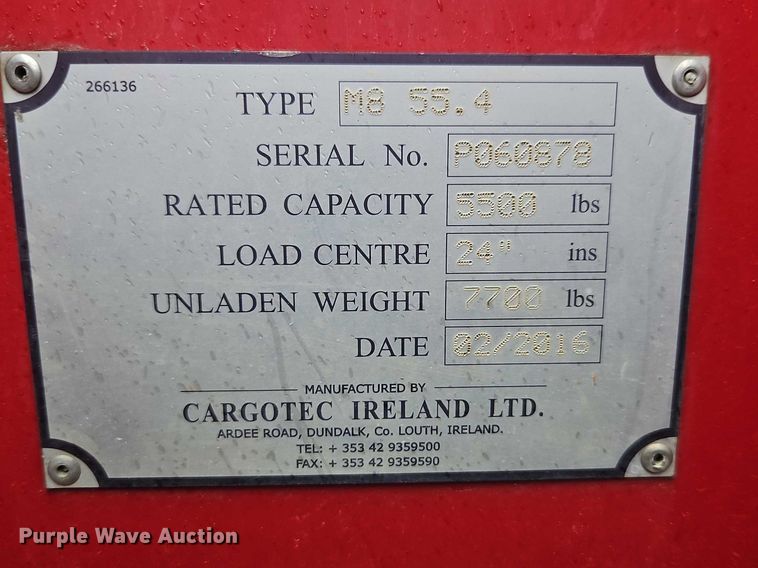 266136
TYPE M8 55.4
SERIAL No. P060878
RATED CAPACITY 5500 lbs
LOAD CENTRE 24" ins
UNLADEN WEIGHT 7700 lbs
DATE 02/2016
MANUFACTURED BY
CARGOTEC IRELAND LTD.
ARDEE ROAD, DUNDALK, Co. LOUTH, IRELAND.
TEL: + 353 42 9359500
FAX: + 353 42 9359590
Purple Wave Auction